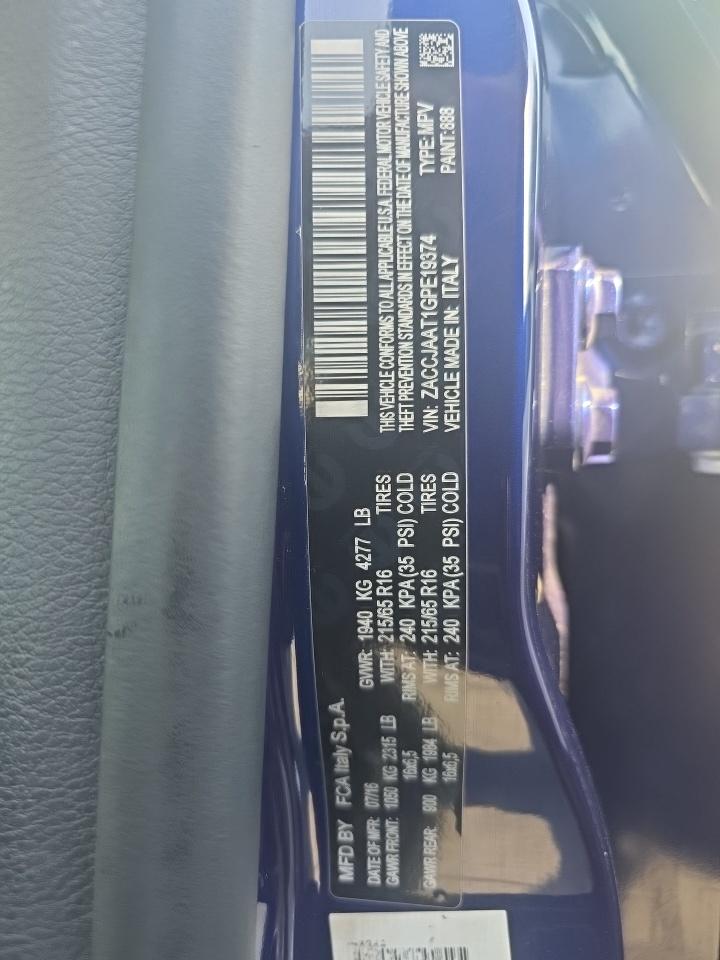 MFD BY FCA Italy S.p.A.
DATE OF MFR: 07/16 GVWR: 1940 KG 4277 LB
GAWR FRONT: 1050 KG 2315 LB WITH: 215/65 R16 TIRES
16x6,5 RIMS AT: 240 KPA (35 PSI) COLD
GAWR REAR: 900 KG 1984 LB WITH: 215/65 R16 TIRES
16x6,5 RIMS AT: 240 KPA (35 PSI) COLD
THIS VEHICLE CONFORMS TO ALL APPLICABLE U.S.A. FEDERAL MOTOR VEHICLE SAFETY AND
THEFT PREVENTION STANDARDS IN EFFECT ON THE DATE OF MANUFACTURE SHOWN ABOVE
VIN: ZACCJAAT1GPE19374 TYPE: MPV
VEHICLE MADE IN: ITALY PAINT: 888